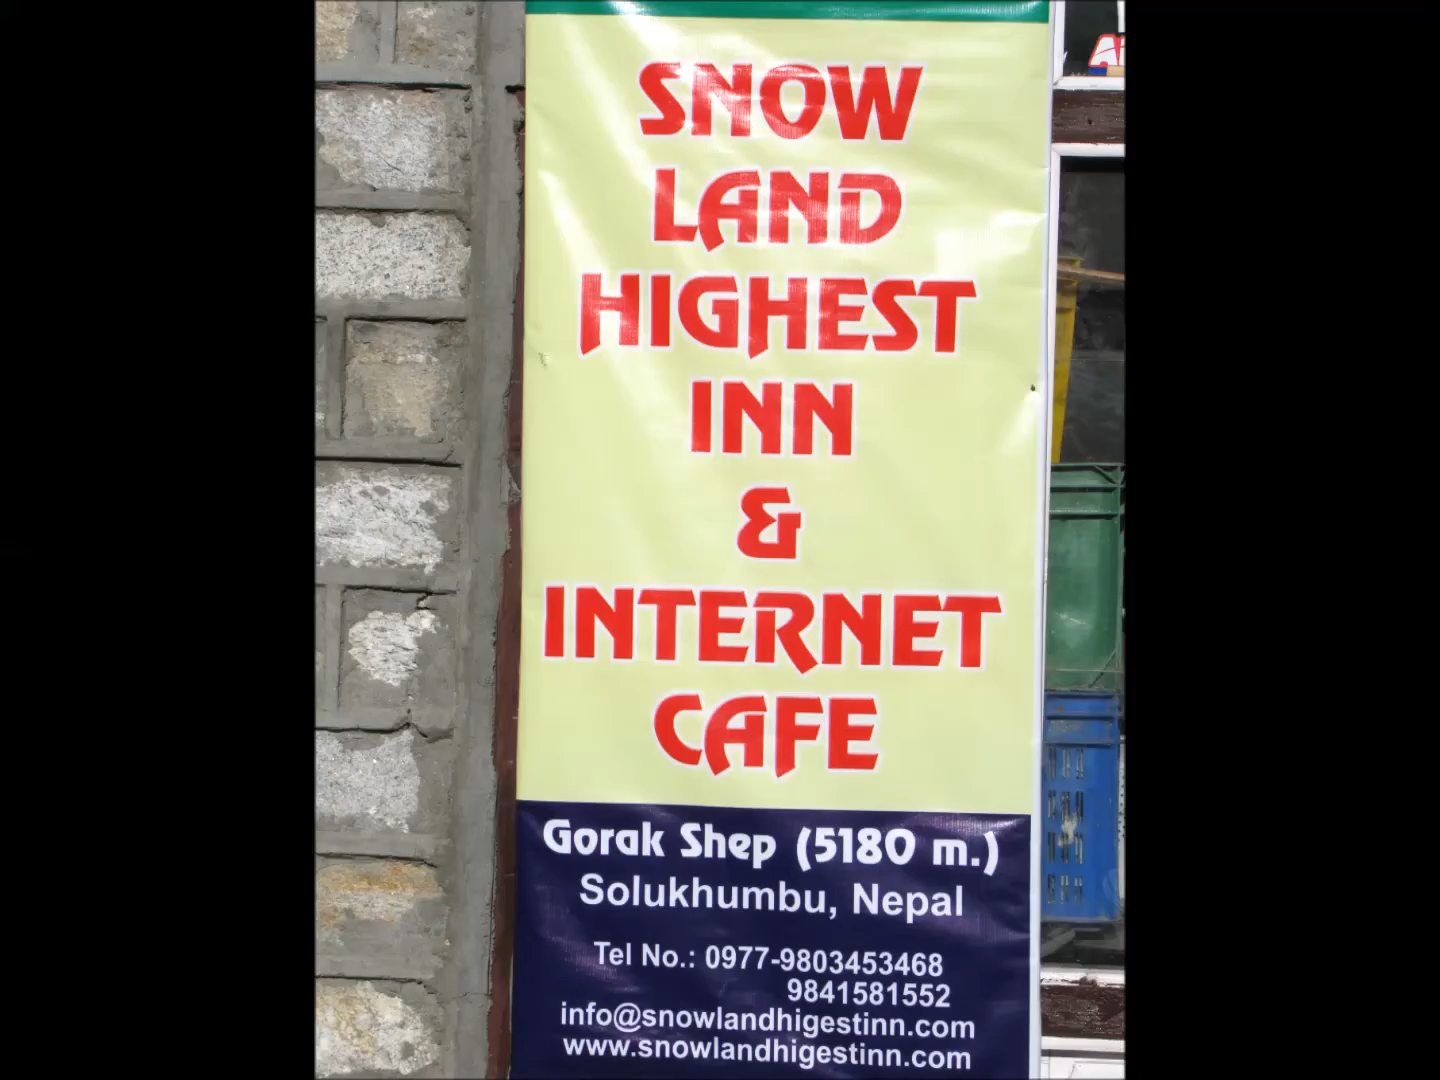 SNOW
LAND
HIGHEST
INN
&
INTERNET
CAFE
Gorak Shep (5180 m.)
Solukhumbu, Nepal
Tel No.: 0977-9803453468
9841581552
info@snowlandhigestinn.com
www.snowlandhigestinn.com